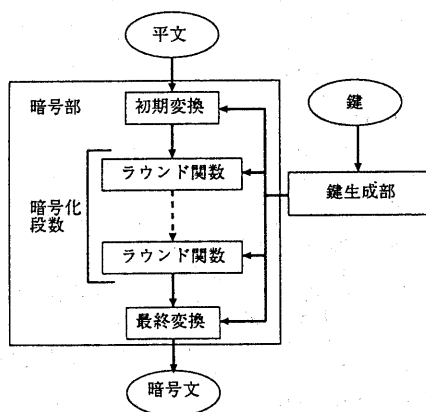 平文
暗号部
初期変換
鍵
ラウンド関数
鍵生成部
暗号化
段数
ラウンド関数
最終変換
暗号文